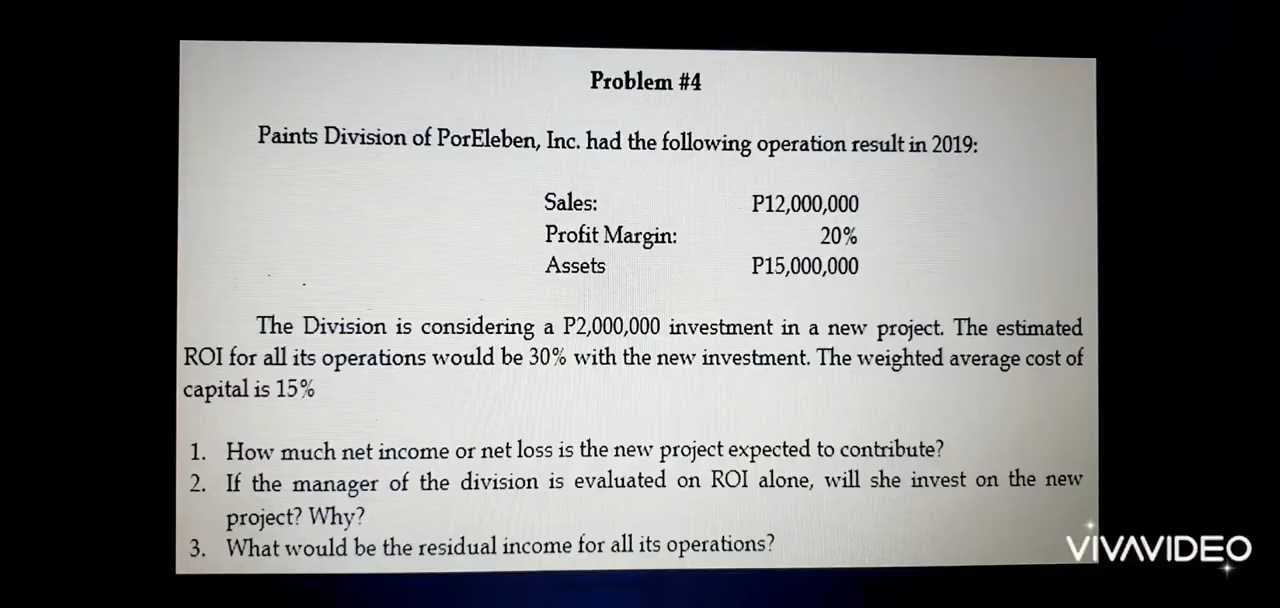 Problem #4
Paints Division of PorEleben, Inc. had the following operation result in 2019:
Sales: P12,000,000
Profit Margin: 20%
Assets P15,000,000
The Division is considering a P2,000,000 investment in a new project. The estimated
ROI for all its operations would be 30% with the new investment. The weighted average cost of
capital is 15%
1. How much net income or net loss is the new project expected to contribute?
2. If the manager of the division is evaluated on ROI alone, will she invest on the new
project? Why?
3. What would be the residual income for all its operations?
VIVAVIDEO